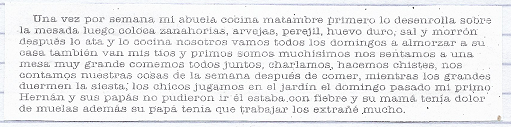 Una vez por semana mi abuela cocina matambre primero lo desenrolla sobre
la mesada luego coloca zanahorias, arvejas, perejil, huevo duro, sal y morrón
después lo ata y lo cocina nosotros vamos todos los domingos a almorzar a su
casa también van mis tíos y primos somos muchísimos nos sentamos a una
mesa muy grande comemos todos juntos, charlamos, hacemos chistes, nos
contamos nuestras cosas de la semana después de comer, mientras los grandes
duermen la siesta, los chicos jugamos en el jardín el domingo pasado mi primo
Hernán y sus papás no pudieron ir él estaba con fiebre y su mamá tenía dolor
de muelas además su papá tenía que trabajar los extrañé mucho.